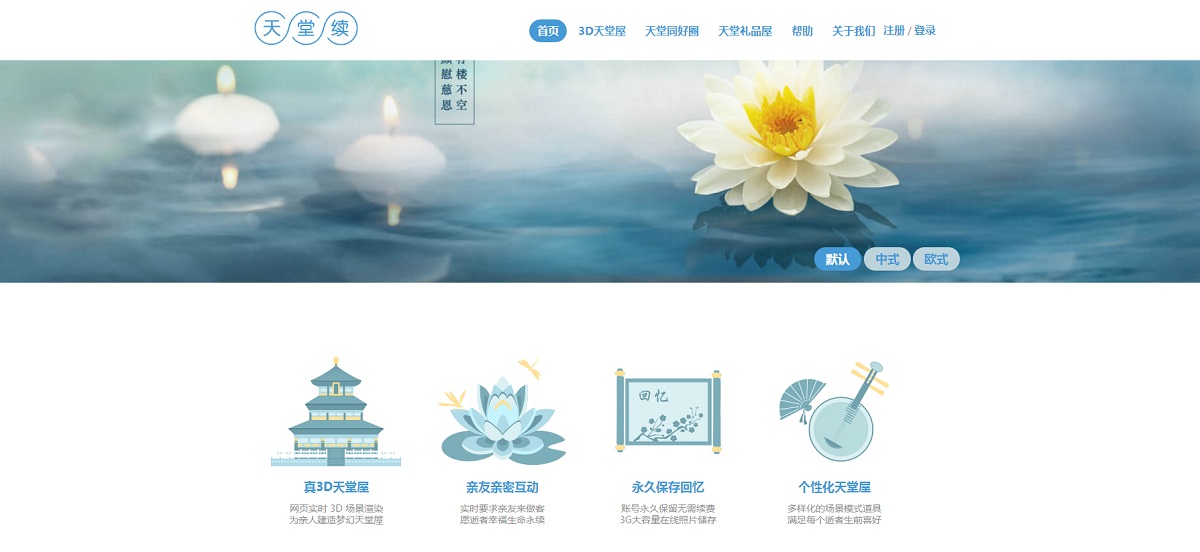 天堂续
首页 3D天堂屋 天堂同好圈 天堂礼品屋 帮助 关于我们 注册 / 登录
楼不空
慰慈恩
默认 中式 欧式
回忆
真3D天堂屋
网页实时 3D 场景渲染
为亲人建造梦幻天堂屋
亲友亲密互动
实时要求亲友来做客
愿逝者幸福生命永续
永久保存回忆
账号永久保留无需续费
3G大容量在线照片储存
个性化天堂屋
多样化的场景模式道具
满足每个逝者生前喜好